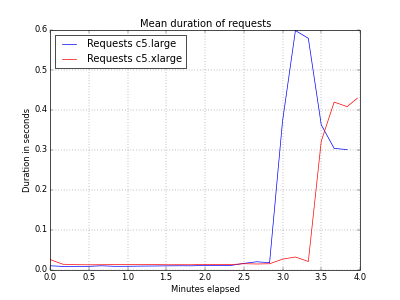 Mean duration of requests
Requests c5.large
Requests c5.xlarge
Duration in seconds
0.6
0.5
0.4
0.3
0.2
0.1
0.0
0.0 0.5 1.0 1.5 2.0 2.5 3.0 3.5 4.0
Minutes elapsed